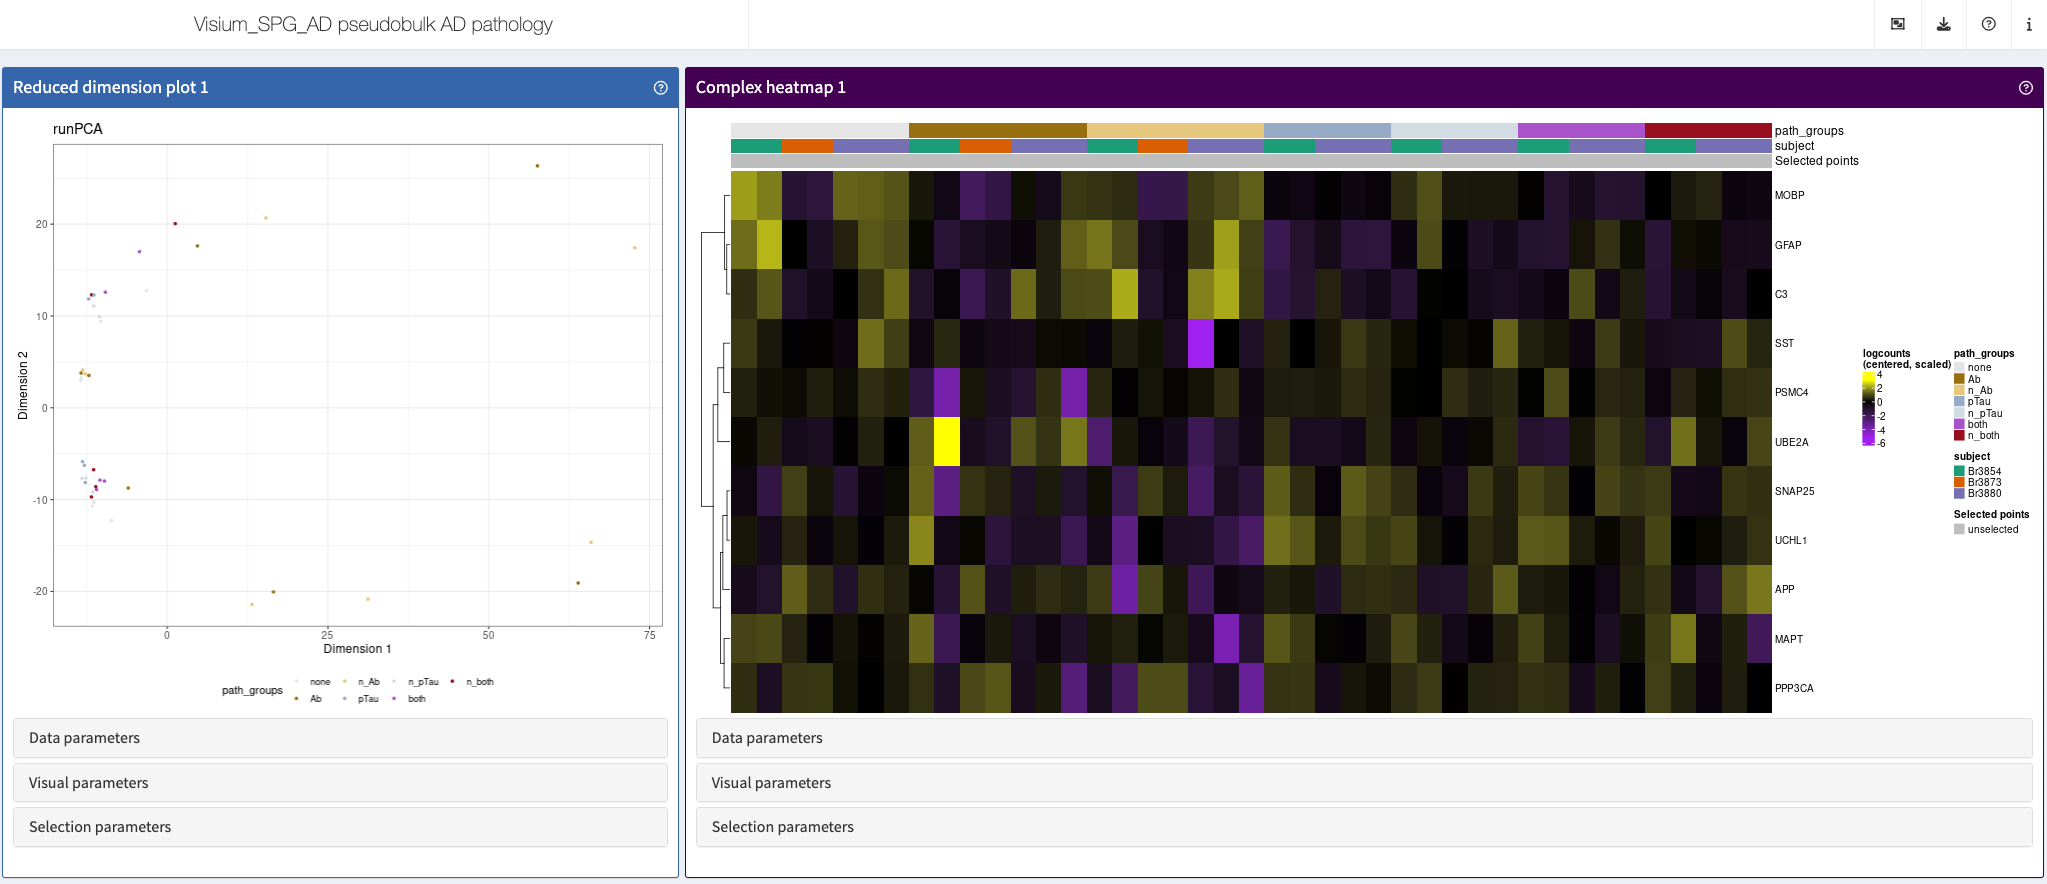 Visium_SPG_AD pseudobulk AD pathology
Reduced dimension plot 1
runPCA
20
10
0
-10
-20
Dimension 2
0
25
50
75
Dimension 1
path_groups
none
n_Ab
n_pTau
n_both
Ab
pTau
both
Data parameters
Visual parameters
Selection parameters
Complex heatmap 1
path_groups
subject
Selected points
MOBP
GFAP
C3
SST
PSMC4
UBE2A
SNAP25
UCHL1
APP
MAPT
PPP3CA
logcounts
(centered, scaled)
4
2
0
-2
-4
-6
path_groups
none
Ab
n_Ab
pTau
n_pTau
both
n_both
subject
Br3854
Br3873
Br3880
Selected points
unselected
Data parameters
Visual parameters
Selection parameters